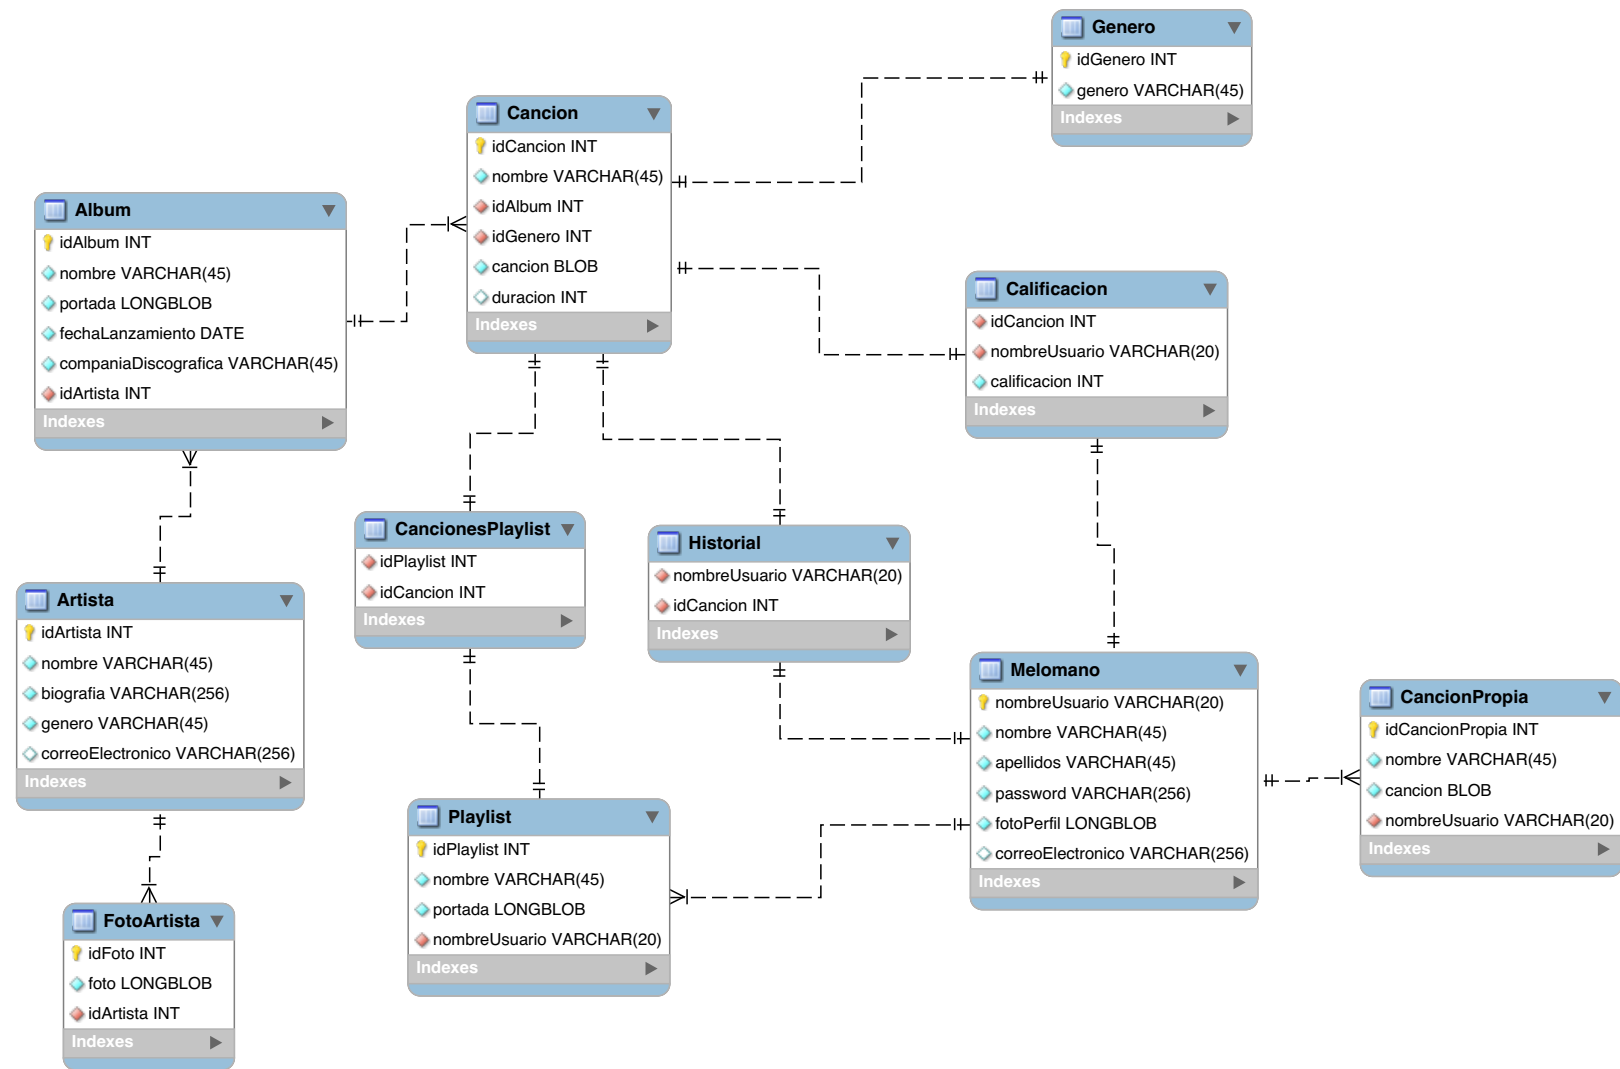 Genero
idGenero INT
genero VARCHAR(45)
Indexes
Cancion
idCancion INT
nombre VARCHAR(45)
idAlbum INT
idGenero INT
cancion BLOB
duracion INT
Indexes
Album
idAlbum INT
nombre VARCHAR(45)
portada LONGBLOB
fechaLanzamiento DATE
companiaDiscografica VARCHAR(45)
idArtista INT
Indexes
Calificacion
idCancion INT
nombreUsuario VARCHAR(20)
calificacion INT
Indexes
CancionesPlaylist
idPlaylist INT
idCancion INT
Indexes
Historial
nombreUsuario VARCHAR(20)
idCancion INT
Indexes
Artista
idArtista INT
nombre VARCHAR(45)
biografia VARCHAR(256)
genero VARCHAR(45)
correoElectronico VARCHAR(256)
Indexes
Melomano
nombreUsuario VARCHAR(20)
nombre VARCHAR(45)
apellidos VARCHAR(45)
password VARCHAR(256)
fotoPerfil LONGBLOB
correoElectronico VARCHAR(256)
Indexes
CancionPropia
idCancionPropia INT
nombre VARCHAR(45)
cancion BLOB
nombreUsuario VARCHAR(20)
Indexes
Playlist
idPlaylist INT
nombre VARCHAR(45)
portada LONGBLOB
nombreUsuario VARCHAR(20)
Indexes
FotoArtista
idFoto INT
foto LONGBLOB
idArtista INT
Indexes